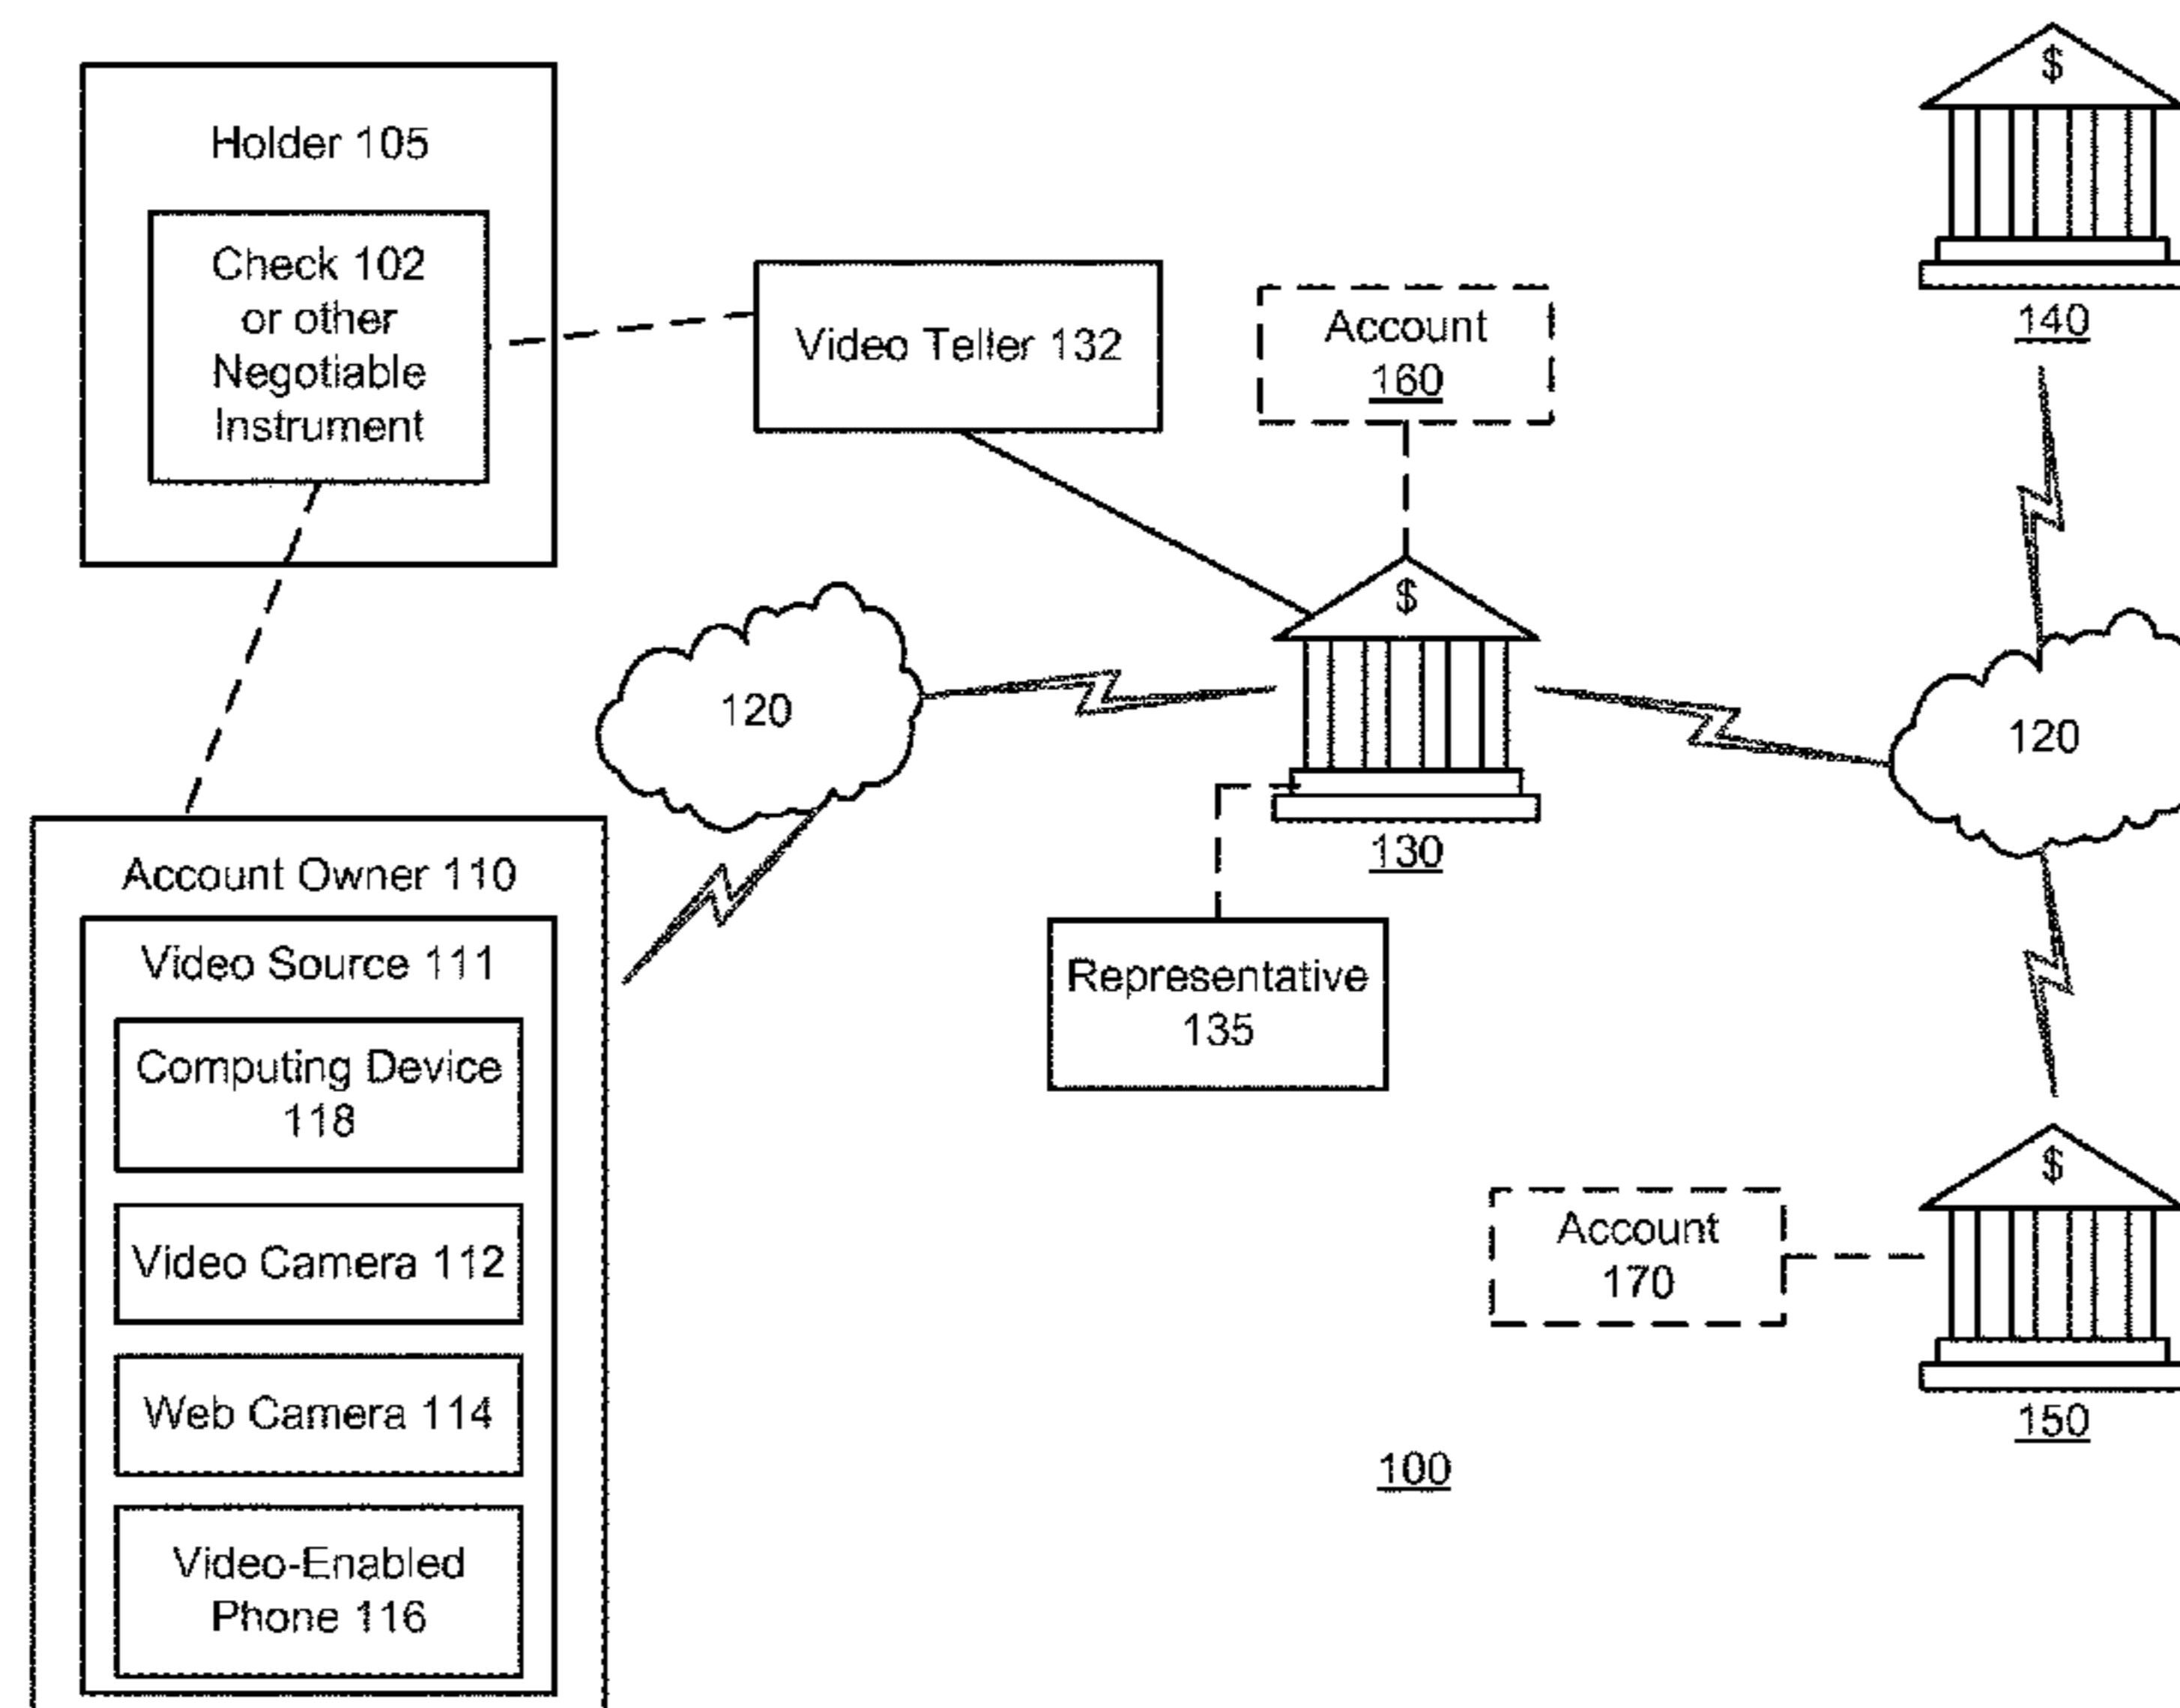 Holder 105
Check 102
or other
Negotiable
Instrument
Video Teller 132
Account
160
$
140
120
$
130
120
Account Owner 110
Video Source 111
Computing Device
118
Video Camera 112
Web Camera 114
Video-Enabled
Phone 116
Representative
135
Account
170
$
150
100